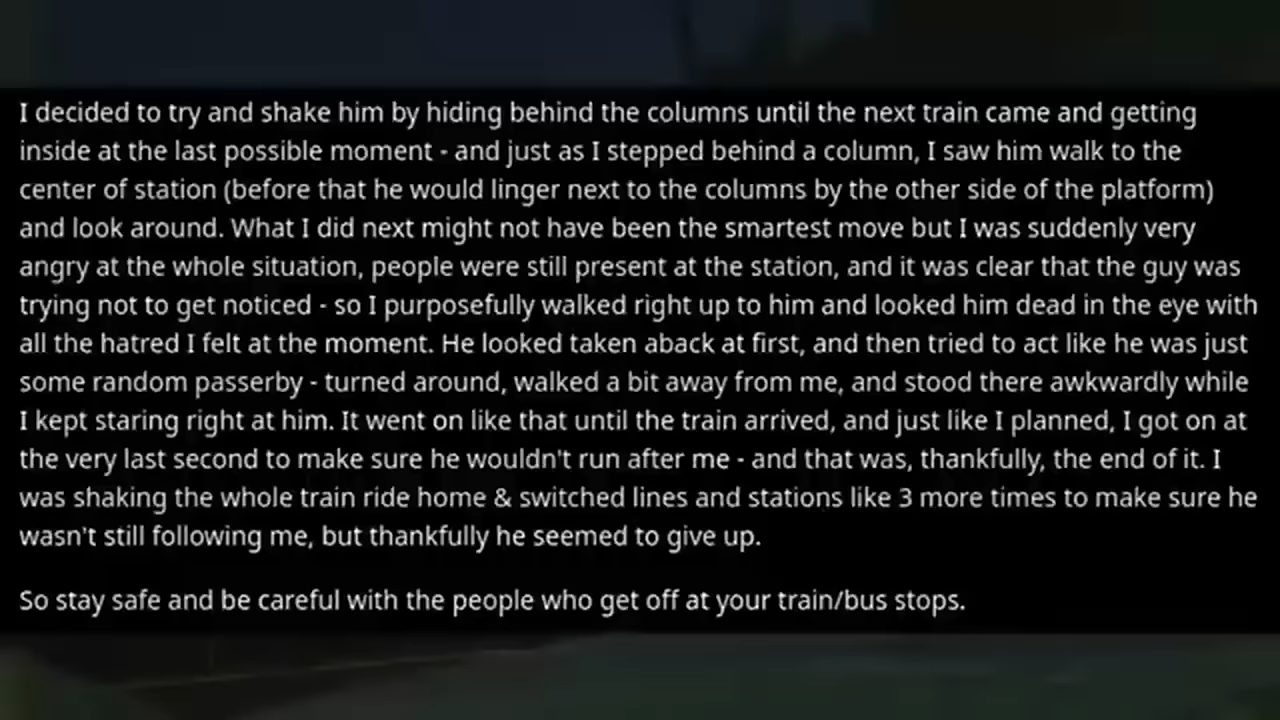 I decided to try and shake him by hiding behind the columns until the next train came and getting
inside at the last possible moment - and just as I stepped behind a column, I saw him walk to the
center of station (before that he would linger next to the columns by the other side of the platform)
and look around. What I did next might not have been the smartest move but I was suddenly very
angry at the whole situation, people were still present at the station, and it was clear that the guy was
trying not to get noticed - so I purposefully walked right up to him and looked him dead in the eye with
all the hatred I felt at the moment. He looked taken aback at first, and then tried to act like he was just
some random passerby - turned around, walked a bit away from me, and stood there awkwardly while
I kept staring right at him. It went on like that until the train arrived, and just like I planned, I got on at
the very last second to make sure he wouldn't run after me - and that was, thankfully, the end of it. I
was shaking the whole train ride home & switched lines and stations like 3 more times to make sure he
wasn't still following me, but thankfully he seemed to give up.
So stay safe and be careful with the people who get off at your train/bus stops.